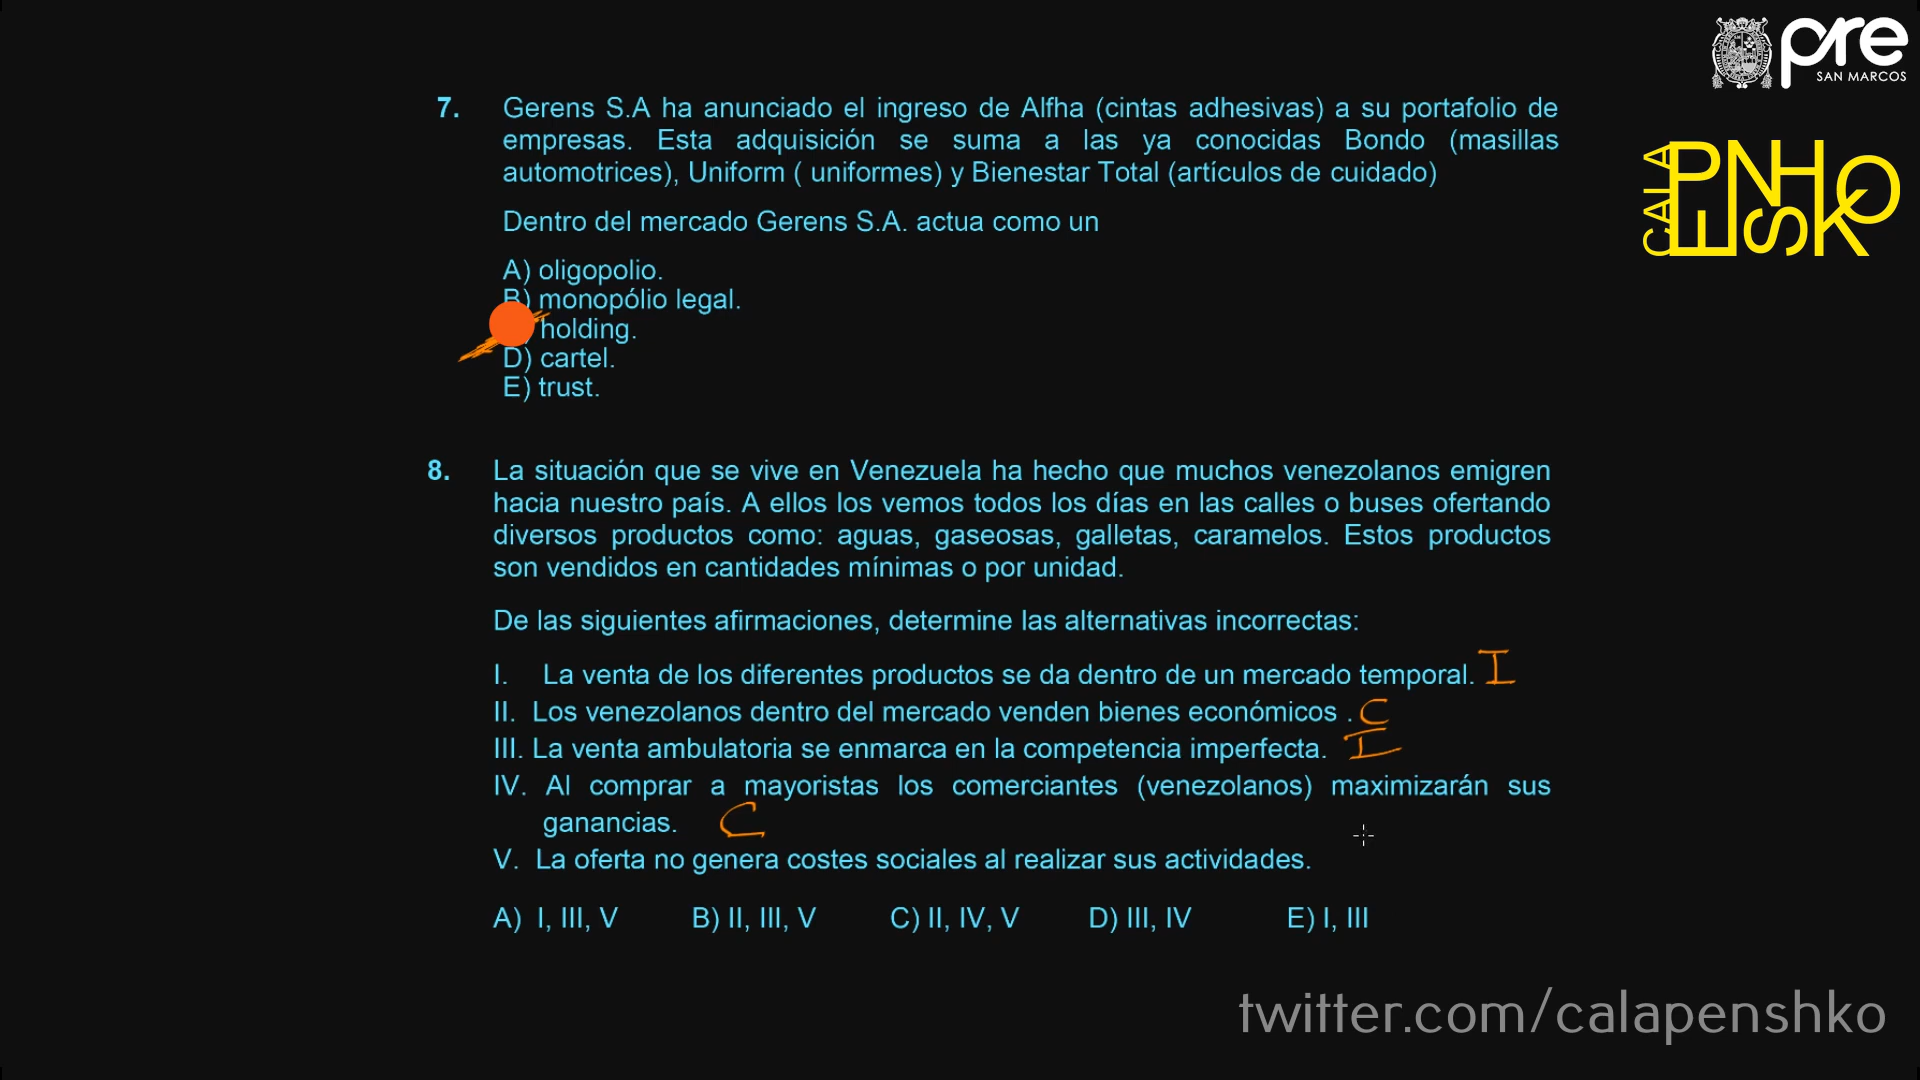 pre
SAN MARCOS
CALA PENSHKO
7. Gerens S.A ha anunciado el ingreso de Alfha (cintas adhesivas) a su portafolio de
empresas. Esta adquisición se suma a las ya conocidas Bondo (masillas
automotrices), Uniform ( uniformes) y Bienestar Total (artículos de cuidado)
Dentro del mercado Gerens S.A. actua como un
A) oligopolio.
B) monopólio legal.
holding.
D) cartel.
E) trust.
8. La situación que se vive en Venezuela ha hecho que muchos venezolanos emigren
hacia nuestro país. A ellos los vemos todos los días en las calles o buses ofertando
diversos productos como: aguas, gaseosas, galletas, caramelos. Estos productos
son vendidos en cantidades mínimas o por unidad.
De las siguientes afirmaciones, determine las alternativas incorrectas:
I. La venta de los diferentes productos se da dentro de un mercado temporal. I
II. Los venezolanos dentro del mercado venden bienes económicos . C
III. La venta ambulatoria se enmarca en la competencia imperfecta. I
IV. Al comprar a mayoristas los comerciantes (venezolanos) maximizarán sus
ganancias. C
V. La oferta no genera costes sociales al realizar sus actividades.
A) I, III, V B) II, III, V C) II, IV, V D) III, IV E) I, III
twitter.com/calapenshko